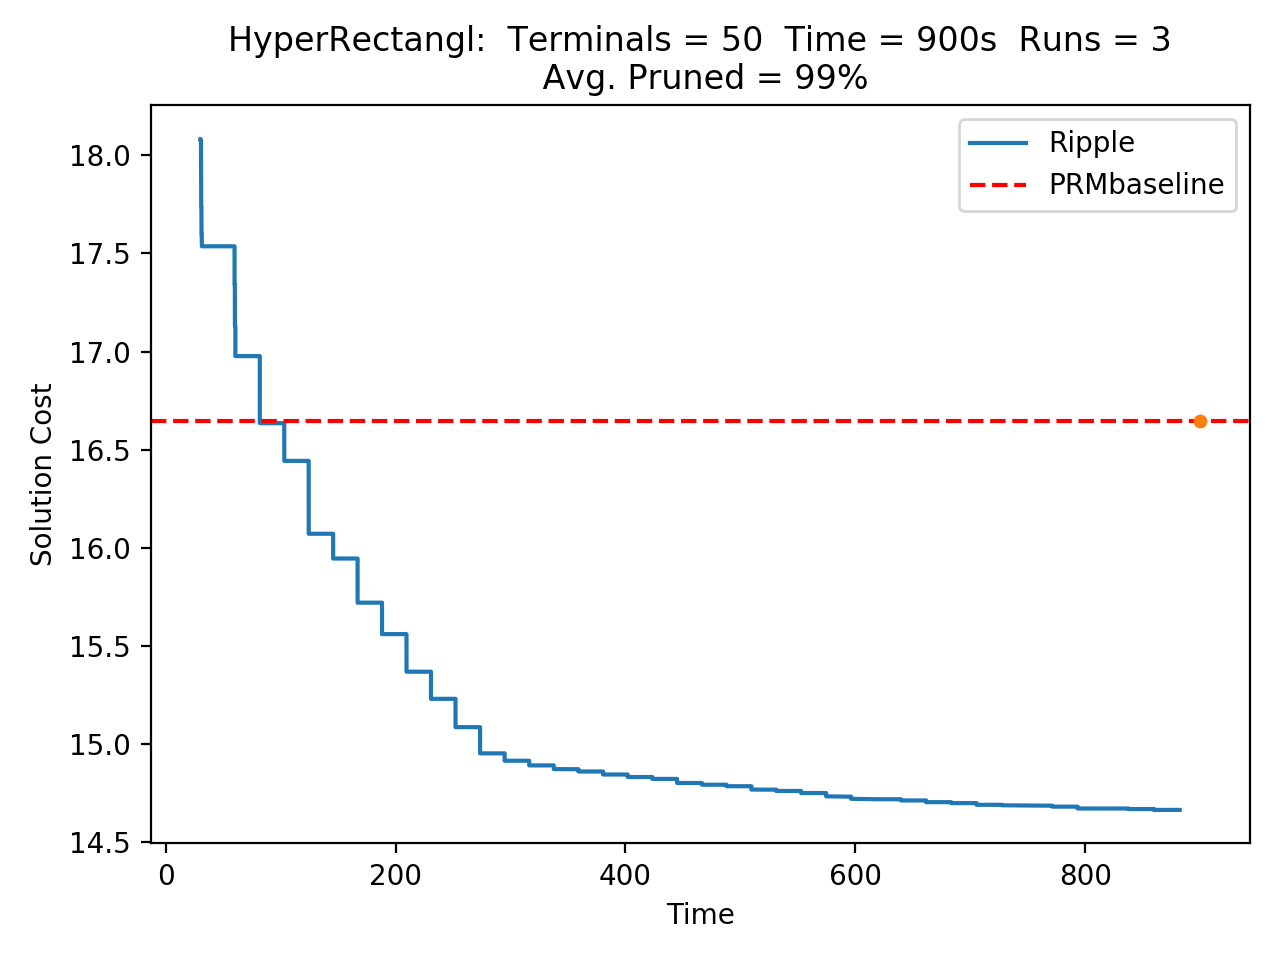 HyperRectangl:  Terminals = 50  Time = 900s  Runs = 3
Avg. Pruned = 99%
Ripple
PRMbaseline
18.0
17.5
17.0
16.5
16.0
15.5
15.0
14.5
Solution Cost
0 200 400 600 800
Time